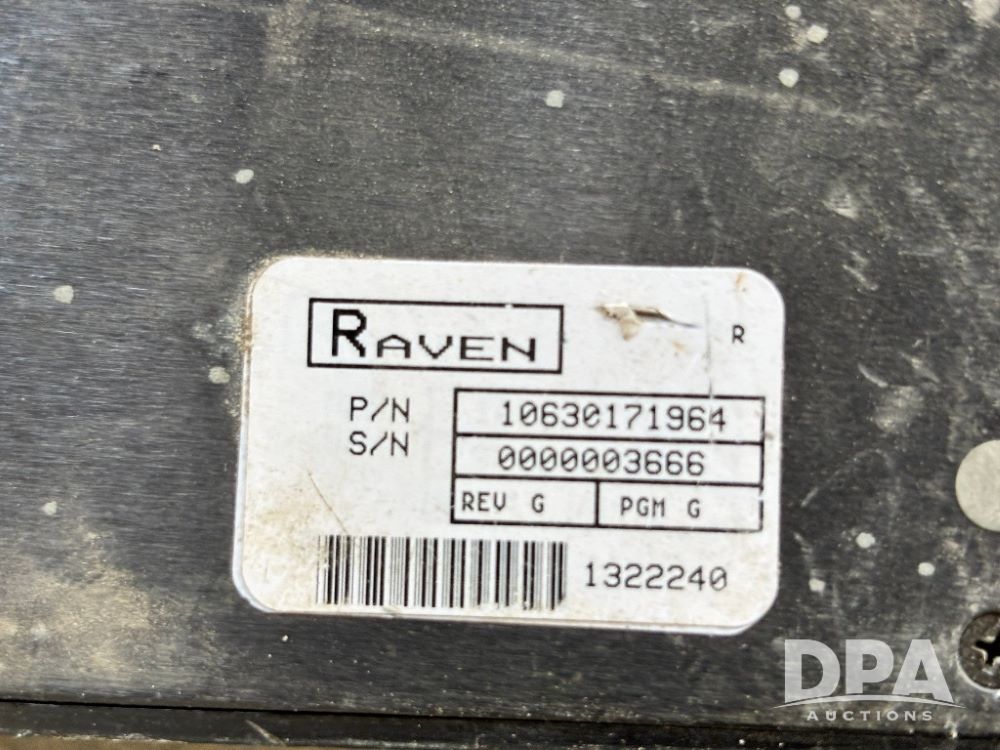 RAVEN
R
P/N 10630171964
S/N 0000003666
REV G PGM G
1322240
DPA
AUCTIONS